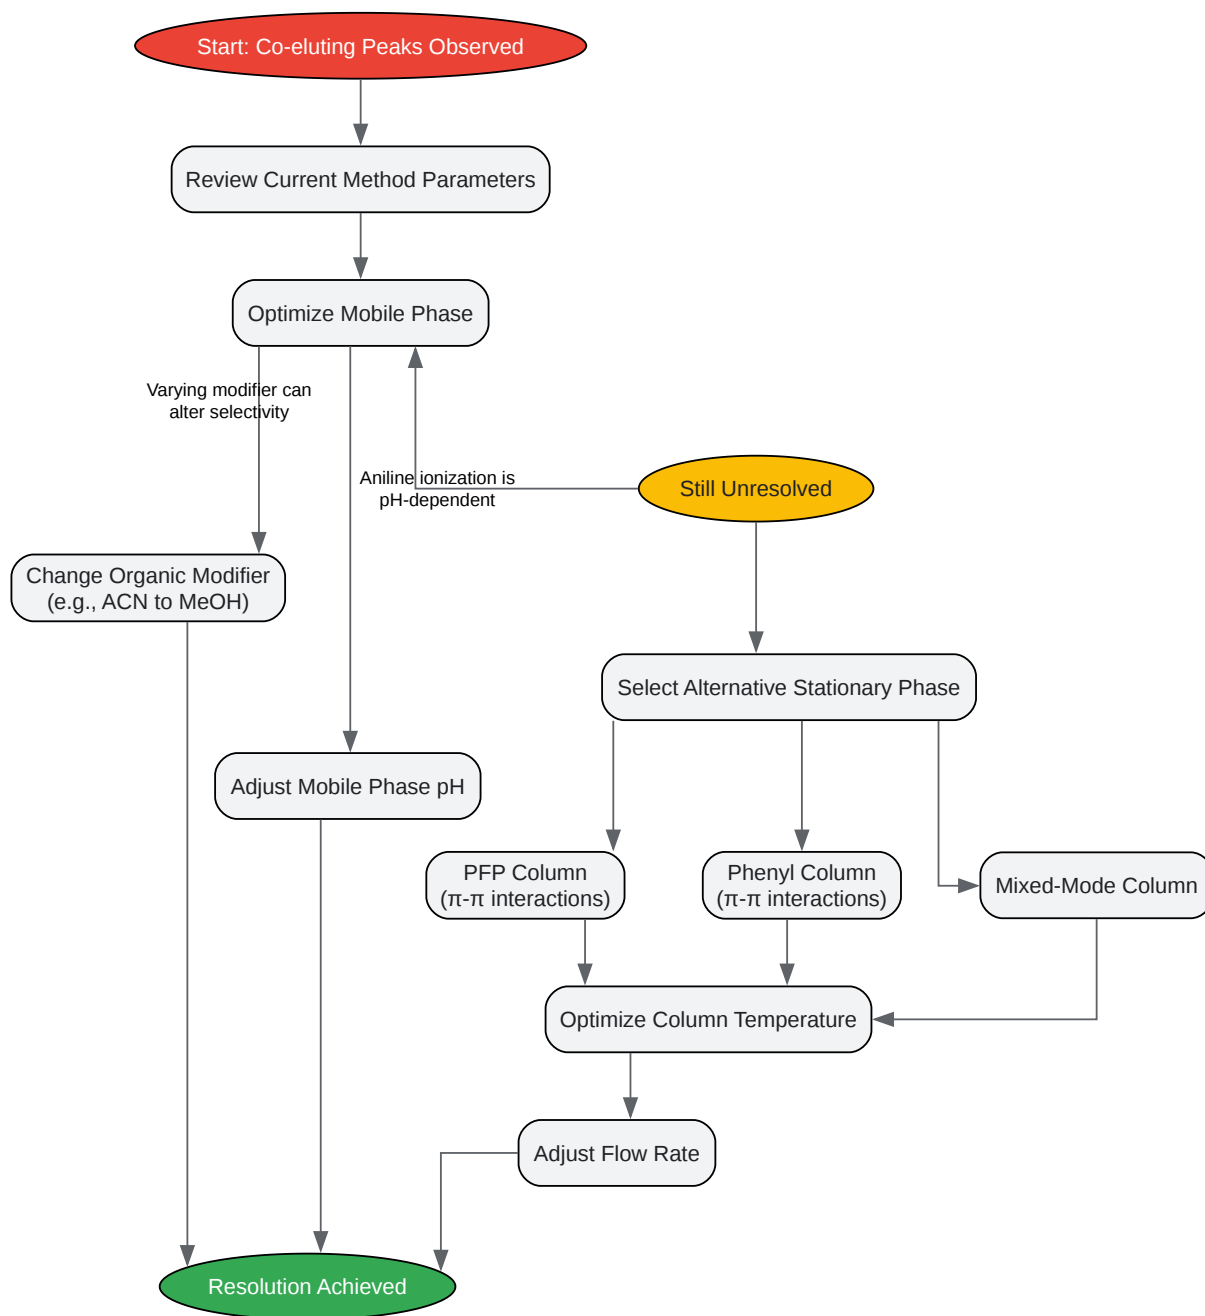 Start: Co-eluting Peaks Observed
Review Current Method Parameters
Optimize Mobile Phase
Varying modifier can
alter selectivity
Aniline ionization is
pH-dependent
Still Unresolved
Change Organic Modifier
(e.g., ACN to MeOH)
Select Alternative Stationary Phase
Adjust Mobile Phase pH
PFP Column
(π-π interactions)
Phenyl Column
(π-π interactions)
Mixed-Mode Column
Optimize Column Temperature
Adjust Flow Rate
Resolution Achieved